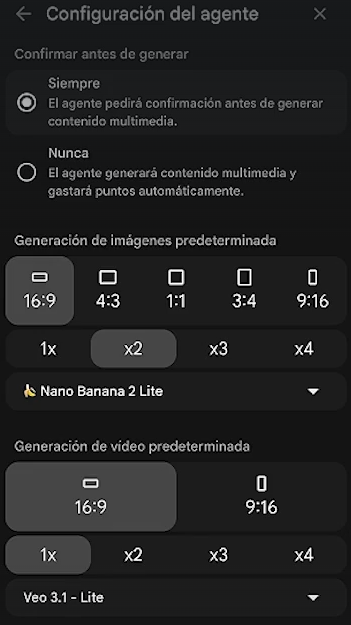 Configuración del agente
Confirmar antes de generar
Siempre
El agente pedirá confirmación antes de generar
contenido multimedia.
Nunca
El agente generará contenido multimedia y
gastará puntos automáticamente.
Generación de imágenes predeterminada
16:9 4:3 1:1 3:4 9:16
1x x2 x3 x4
Nano Banana 2 Lite
Generación de vídeo predeterminada
16:9 9:16
1x x2 x3 x4
Veo 3.1 - Lite